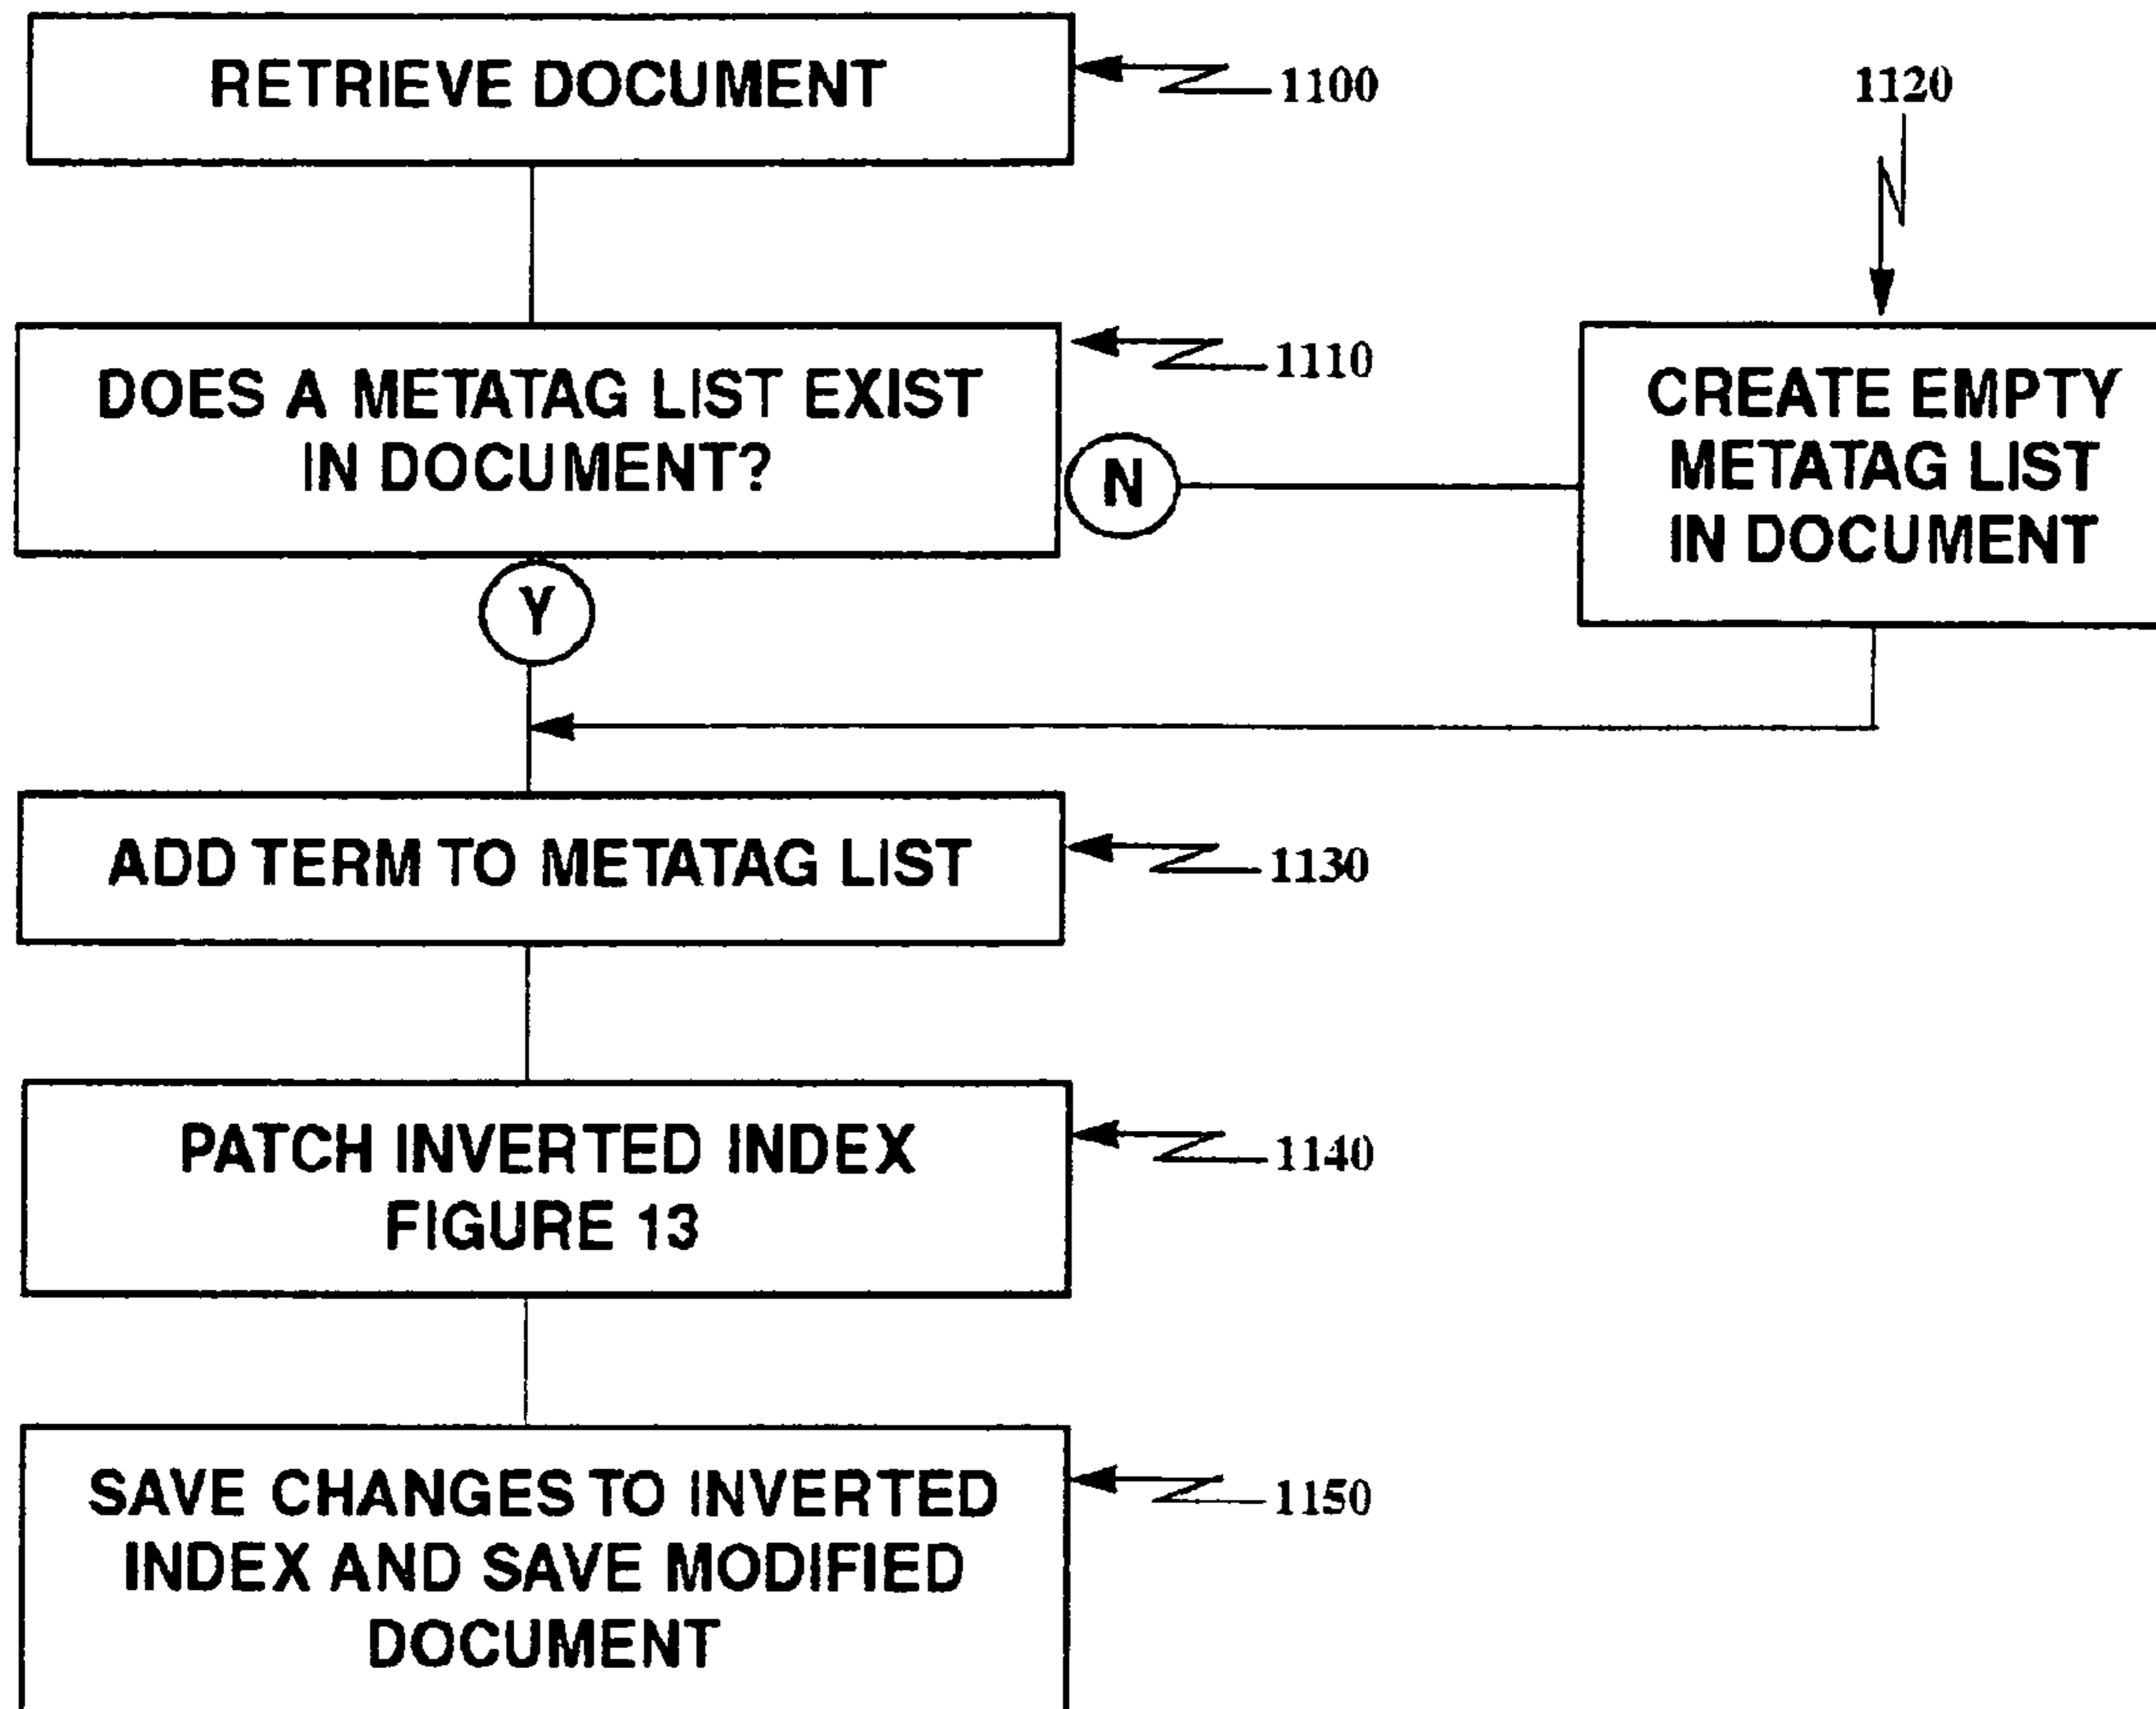 RETRIEVE DOCUMENT
1100
1120
DOES A METATAG LIST EXIST
IN DOCUMENT?
1110
N
CREATE EMPTY
METATAG LIST
IN DOCUMENT
Y
ADD TERM TO METATAG LIST
1130
PATCH INVERTED INDEX
FIGURE 13
1140
SAVE CHANGES TO INVERTED
INDEX AND SAVE MODIFIED
DOCUMENT
1150